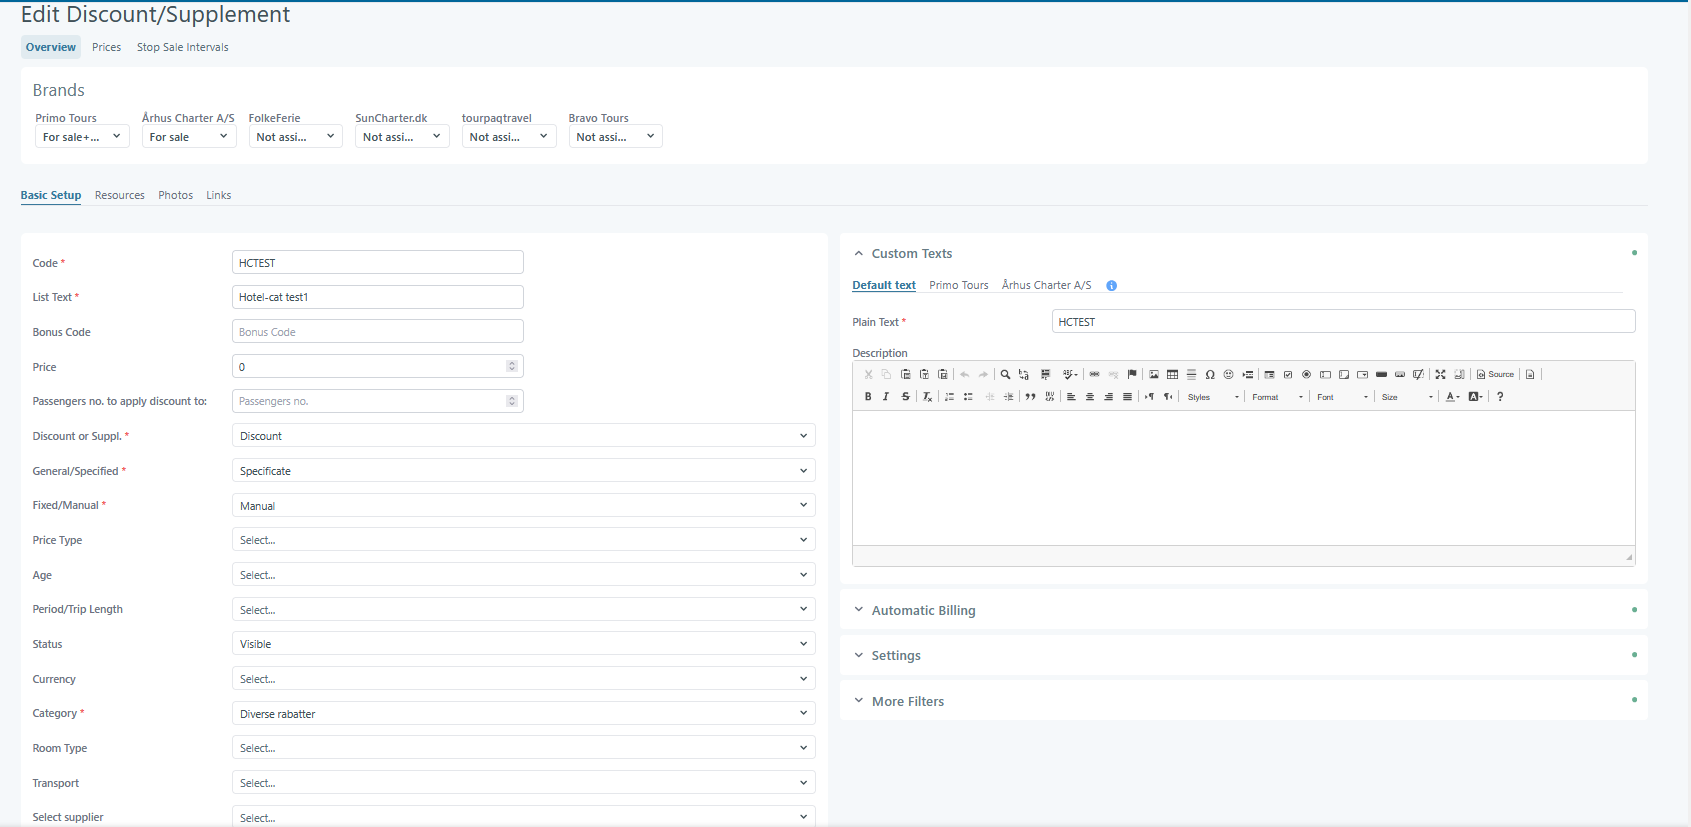 Edit Discount/Supplement
Overview Prices Stop Sale Intervals
Brands
Primo Tours Århus Charter A/S FolkeFerie SunCharter.dk tourpaqtravel Bravo Tours
For sale+... For sale Not assi... Not assi... Not assi... Not assi...
Basic Setup Resources Photos Links
Code * HCTEST
List Text * Hotel-cat test1
Bonus Code Bonus Code
Price 0
Passengers no. to apply discount to: Passengers no.
Discount or Suppl. * Discount
General/Specified * Specificate
Fixed/Manual * Manual
Price Type Select...
Age Select...
Period/Trip Length Select...
Status Visible
Currency Select...
Category * Diverse rabatter
Room Type Select...
Transport Select...
Select supplier Select...
Custom Texts
Default text Primo Tours Århus Charter A/S
Plain Text * HCTEST
Description
Source
Styles Format Font Size
Automatic Billing
Settings
More Filters